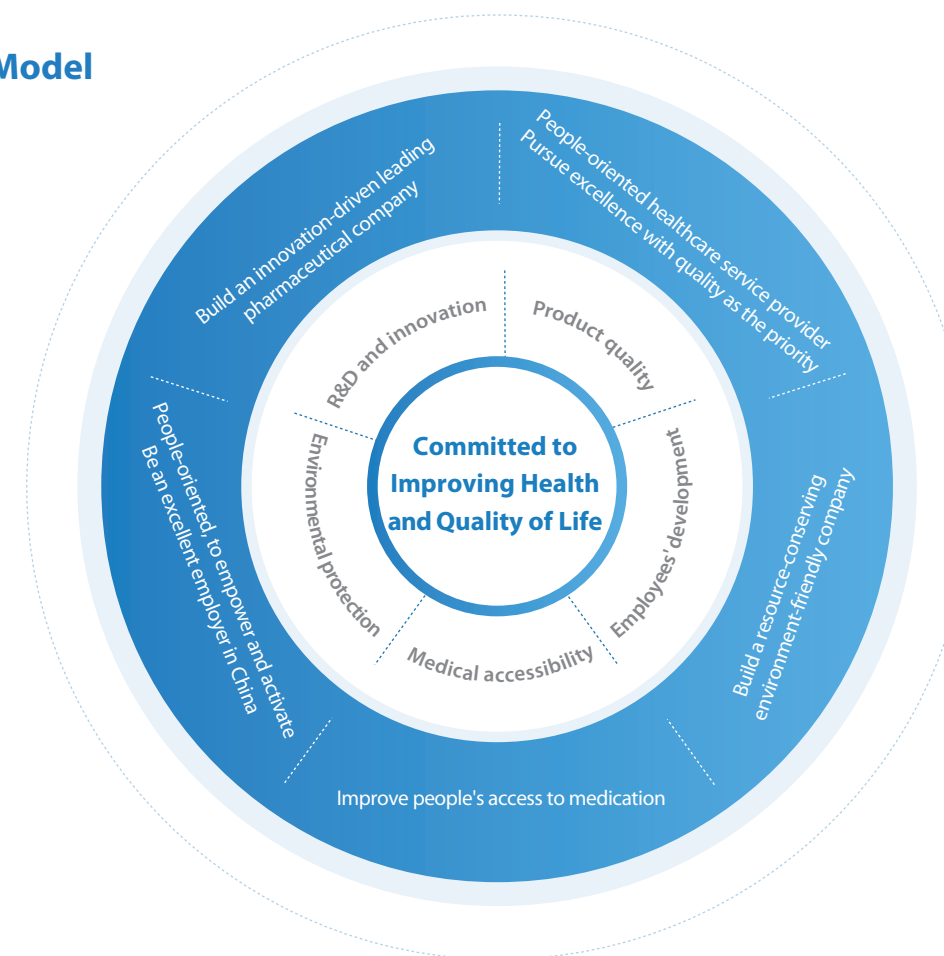 Model
Build an innovation-driven leading
pharmaceutical company
People-oriented healthcare service provider
Pursue excellence with quality as the priority
R&D and innovation
Product quality
People-oriented, to empower and activate
Be an excellent employer in China
Environmental protection
Committed to
Improving Health
and Quality of Life
Employees' development
Build a resource-conserving
environment-friendly company
Medical accessibility
Improve people's access to medication